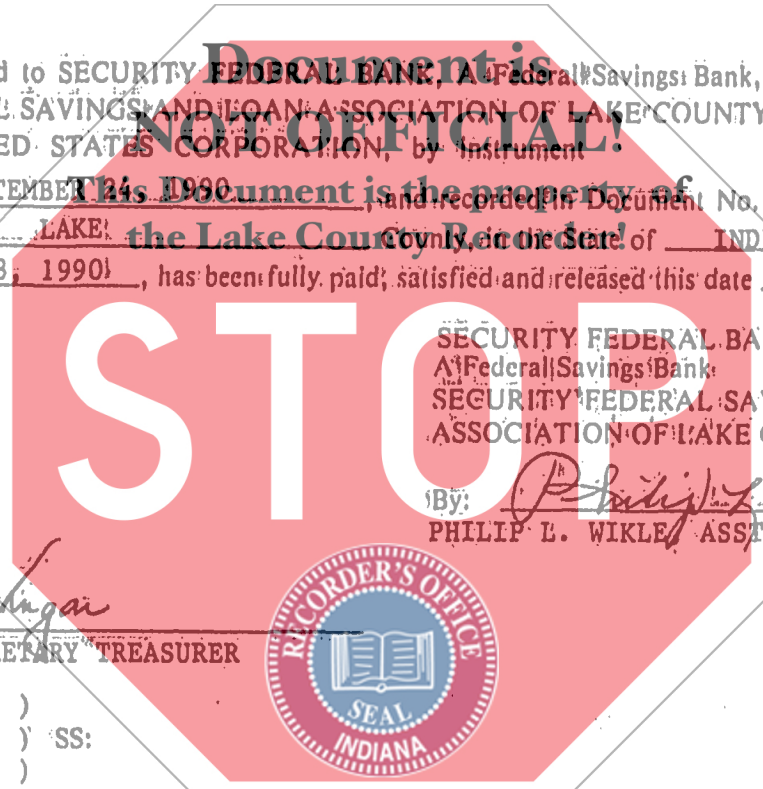 Document is
d to SECURITY FEDERAL BANK, A Federal Savings Bank,
L SAVINGS AND LOAN ASSOCIATION OF LAKE COUNTY
NOT OFFICIAL!
ED STATES CORPORATION, by instrument
TEMBER 24, 1990, and recorded in Document No.
This Document is the property of
LAKE County, in the State of IND
the Lake County Recorder!
1990, has been fully paid, satisfied and released this date
STOP
SECURITY FEDERAL BA
A Federal Savings Bank
SECURITY FEDERAL SA
ASSOCIATION OF LAKE
By: Philip L
PHILIP L. WIKLE, ASST
ETARY TREASURER
RECORDER'S OFFICE
SEAL
INDIANA
)
) SS:
)